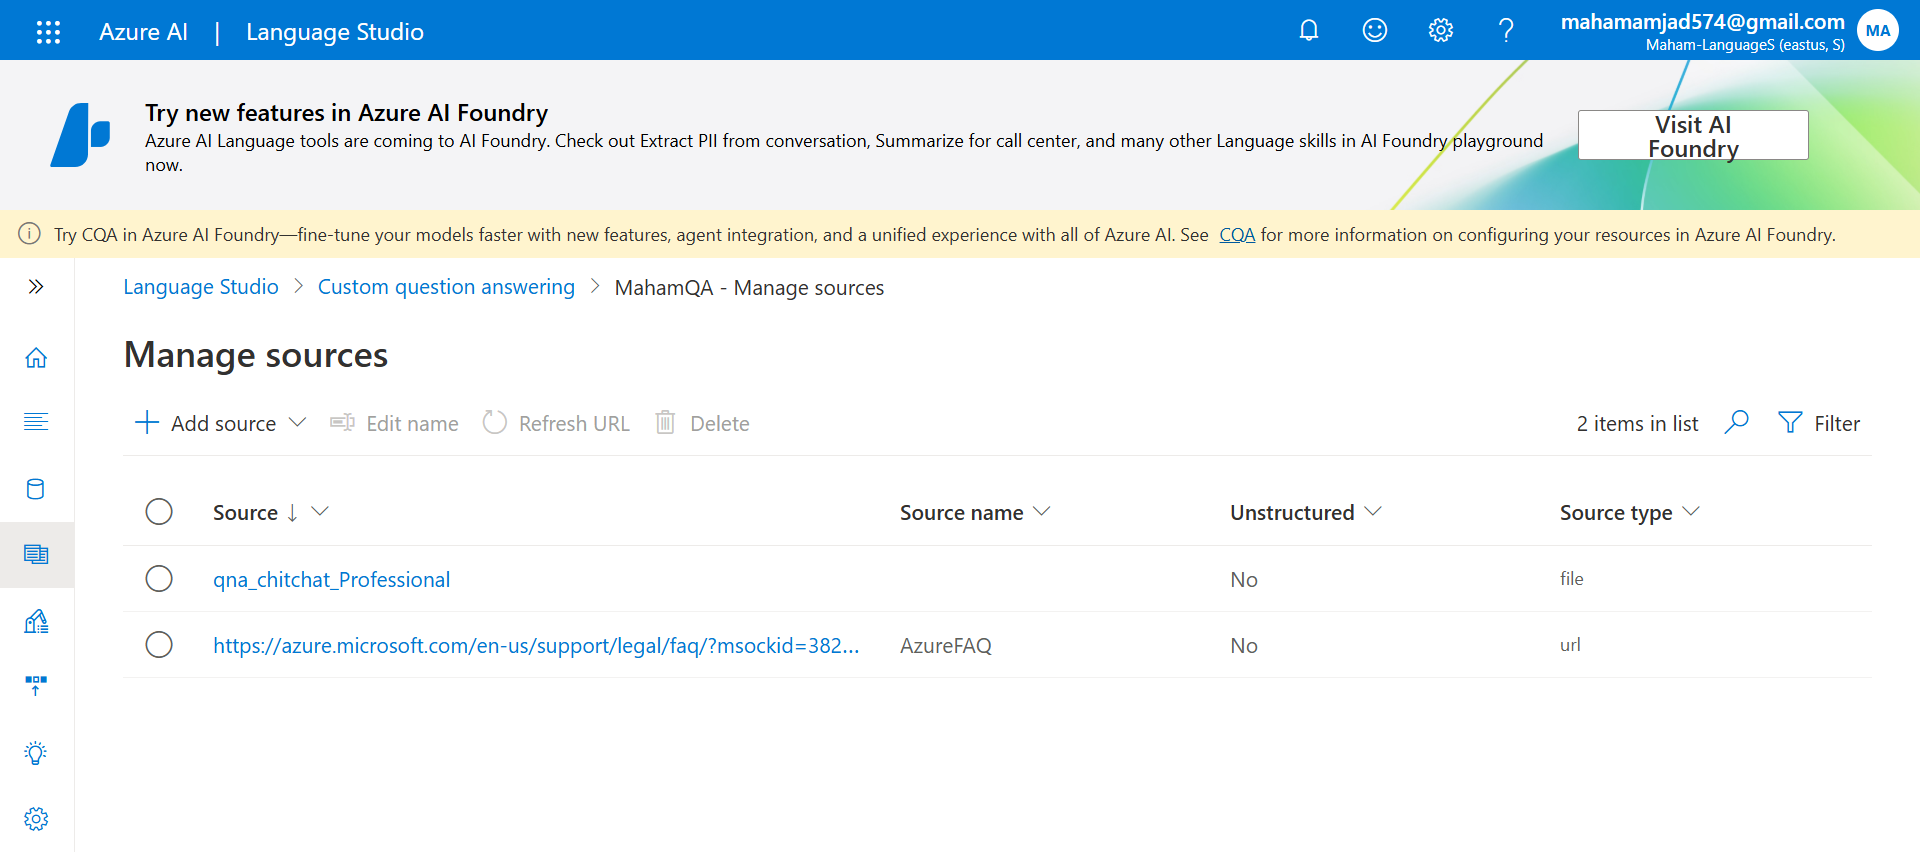 Azure AI | Language Studio
mahamamjad574@gmail.com
Maham-LanguageS (eastus, S)
MA
Try new features in Azure AI Foundry
Azure AI Language tools are coming to AI Foundry. Check out Extract PII from conversation, Summarize for call center, and many other Language skills in AI Foundry playground
now.
Visit AI
Foundry
Try CQA in Azure AI Foundry—fine-tune your models faster with new features, agent integration, and a unified experience with all of Azure AI. See CQA for more information on configuring your resources in Azure AI Foundry.
Language Studio > Custom question answering > MahamQA - Manage sources
Manage sources
Add source Edit name Refresh URL Delete 2 items in list Filter
Source ↓ Source name Unstructured Source type
qna_chitchat_Professional No file
https://azure.microsoft.com/en-us/support/legal/faq/?msockid=382... AzureFAQ No url